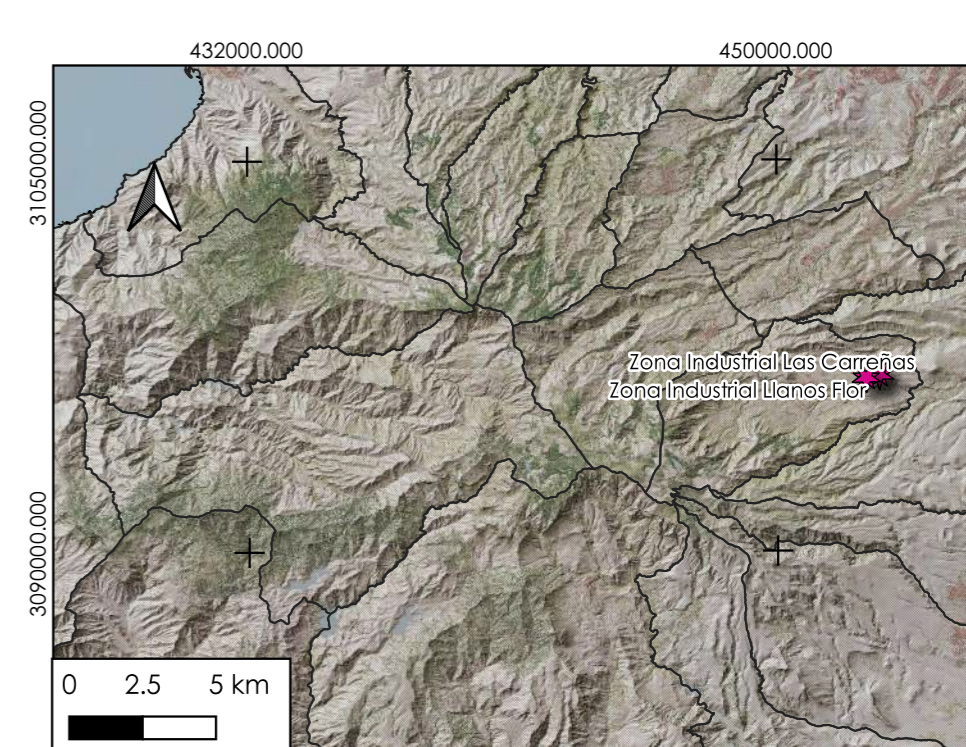 432000.000
450000.000
3105000.000
Zona Industrial Las Carreñas
Zona Industrial Llanos Flor
3090000.000
0 2.5 5 km